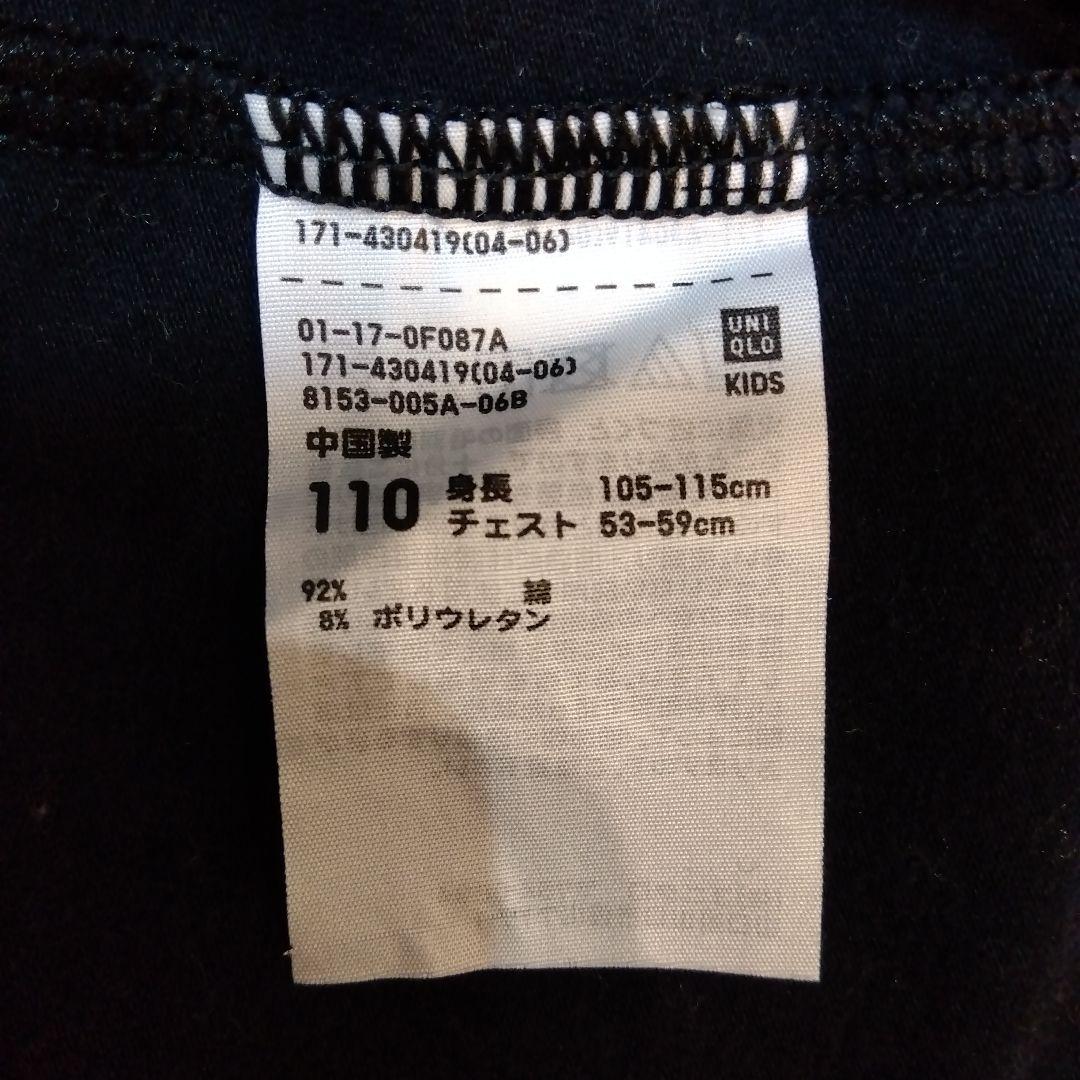 171-430419(04-06)
01-17-0F087A
171-430419(04-06)
8153-005A-06B
UNI
QLO
KIDS
中国製
110 身長 105-115cm
チェスト 53-59cm
92% 綿
8% ポリウレタン